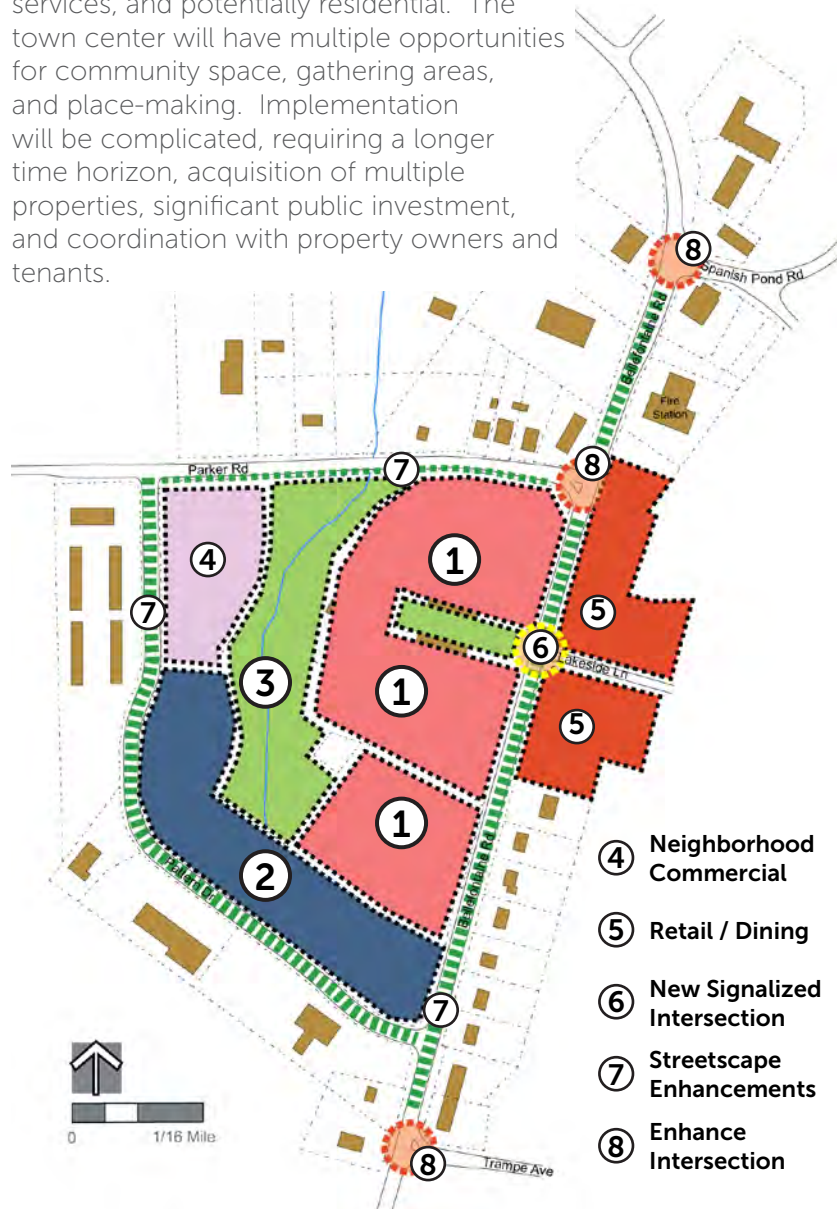 services, and potentially residential. The
town center will have multiple opportunities
for community space, gathering areas,
and place-making. Implementation
will be complicated, requiring a longer
time horizon, acquisition of multiple
properties, significant public investment,
and coordination with property owners and
tenants.
8
Spanish Pond Rd
Bellefontaine Rd
Fire
Station
8
Parker Rd
7
4
1
5
7
6
Lakeside Ln
3
1
5
1
2
Bellefontaine Rd
7
0
1/16 Mile
8
Trampe Ave
4 Neighborhood
Commercial
5 Retail / Dining
6 New Signalized
Intersection
7 Streetscape
Enhancements
8 Enhance
Intersection